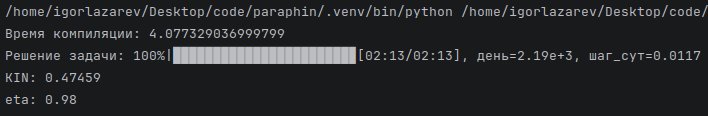 /home/igorlazarev/Desktop/code/paraphin/.venv/bin/python /home/igorlazarev/Desktop/code/
Время компиляции: 4.077329036999799
Решение задачи: 100%|██████████████████████[02:13/02:13], день=2.19e+3, шаг_сут=0.0117
KIN: 0.47459
eta: 0.98